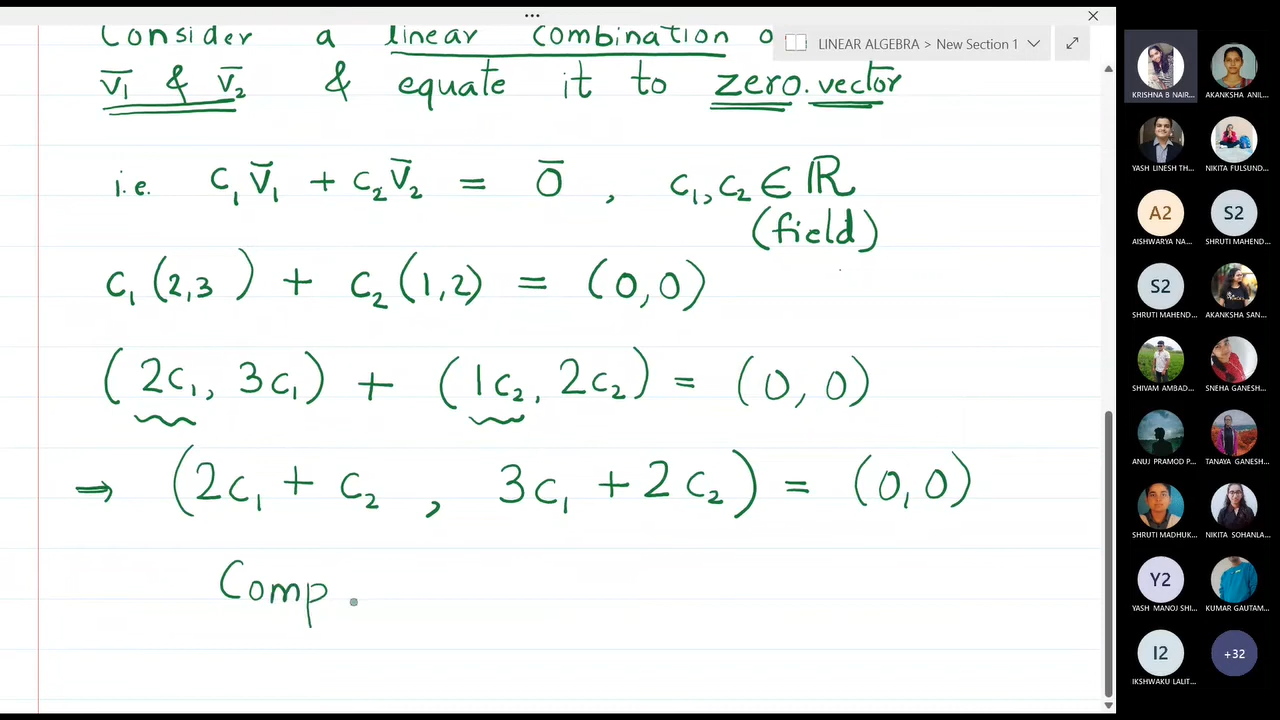 Consider a linear combination o
LINEAR ALGEBRA > New Section 1
v̄₁ & v̄₂ & equate it to zero vector
i.e. c₁v̄₁ + c₂v̄₂ = 0̄ , c₁, c₂ ∈ ℝ
(field)
c₁(2,3) + c₂(1,2) = (0,0)
(2c₁, 3c₁) + (1c₂, 2c₂) = (0, 0)
⇒ (2c₁ + c₂ , 3c₁ + 2c₂) = (0,0)
Comp
KRISHNA B NAIR... AKANKSHA ANIL...
YASH LINESH TH... NIKITA FULSUND...
A2 S2
AISHWARYA NA... SHRUTI MAHEND...
S2
SHRUTI MAHEND... AKANKSHA SAN...
SHIVAM AMBAD... SNEHA GANESH...
ANUJ PRAMOD P... TANAYA GANESH...
SHRUTI MADHUK... NIKITA SOHANLA...
Y2
YASH MANOJ SHI... KUMAR GAUTAM...
I2 +32
IKSHWAKU LALIT...